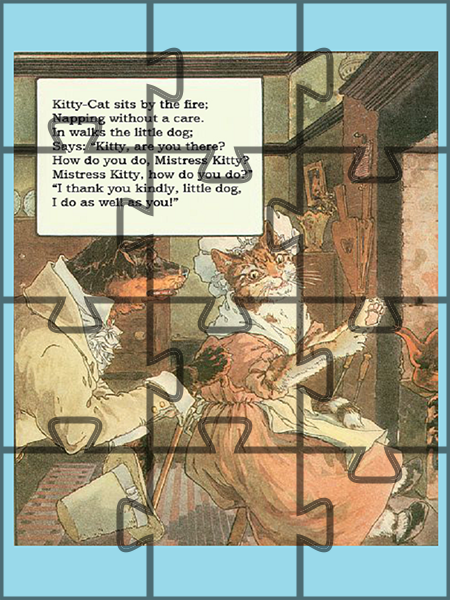 Kitty-Cat sits by the fire;
Napping without a care.
In walks the little dog;
Says: “Kitty, are you there?
How do you do, Mistress Kitty?
Mistress Kitty, how do you do?”
“I thank you kindly, little dog,
I do as well as you!”